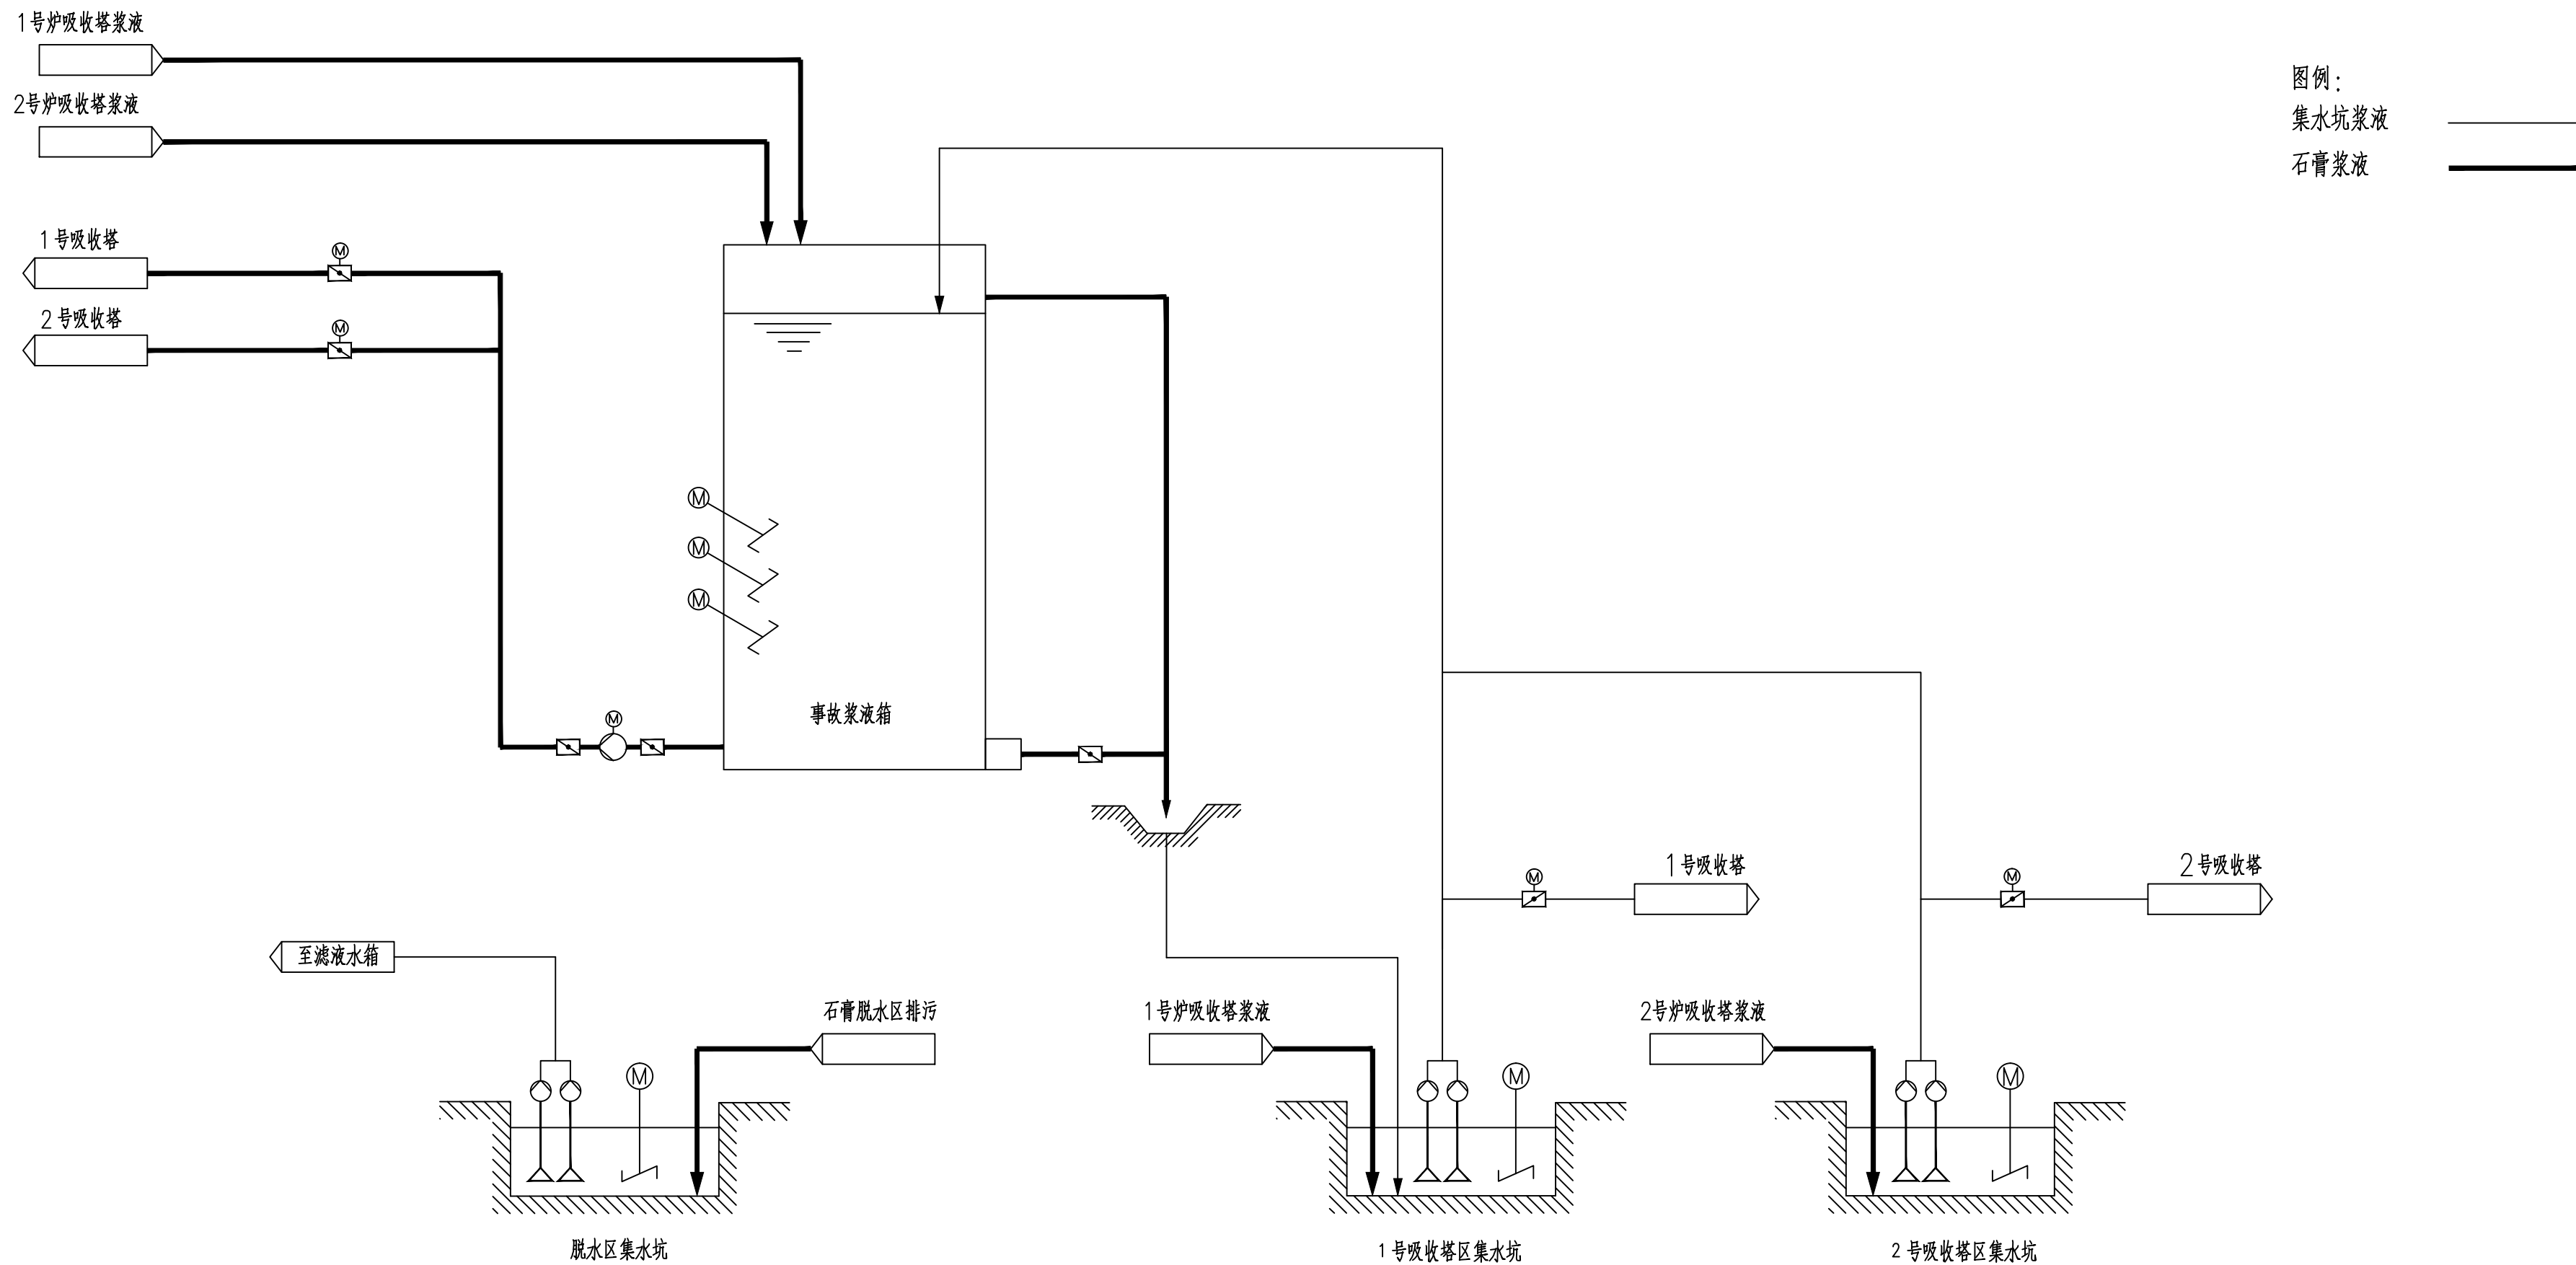 1号炉吸收塔浆液
2号炉吸收塔浆液
图例：
集水坑浆液
石膏浆液
1号吸收塔
M
2号吸收塔
M
M
M
M
M
事故浆液箱
1号吸收塔
M
2号吸收塔
M
至滤液水箱
石膏脱水区排污
1号炉吸收塔浆液
2号炉吸收塔浆液
M
M
M
脱水区集水坑
1号吸收塔区集水坑
2号吸收塔区集水坑